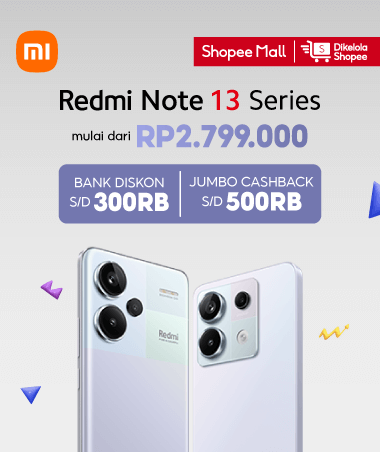 mi
Shopee Mall
S Dikelola
Shopee
Redmi Note 13 Series
mulai dari RP2.799.000
BANK DISKON
S/D 300RB
JUMBO CASHBACK
S/D 500RB
Redmi